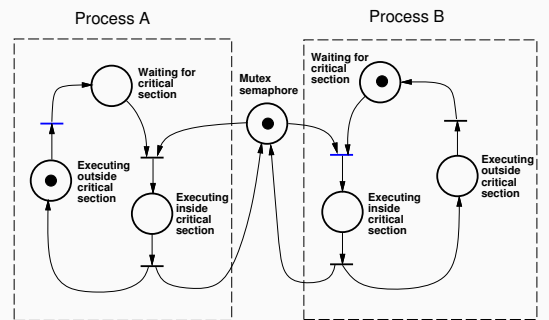 Process A
Process B
Waiting for
critical
section
Mutex
semaphore
Waiting for
critical
section
Executing
outside
critical
section
Executing
inside
critical
section
Executing
inside
critical
section
Executing
outside
critical
section